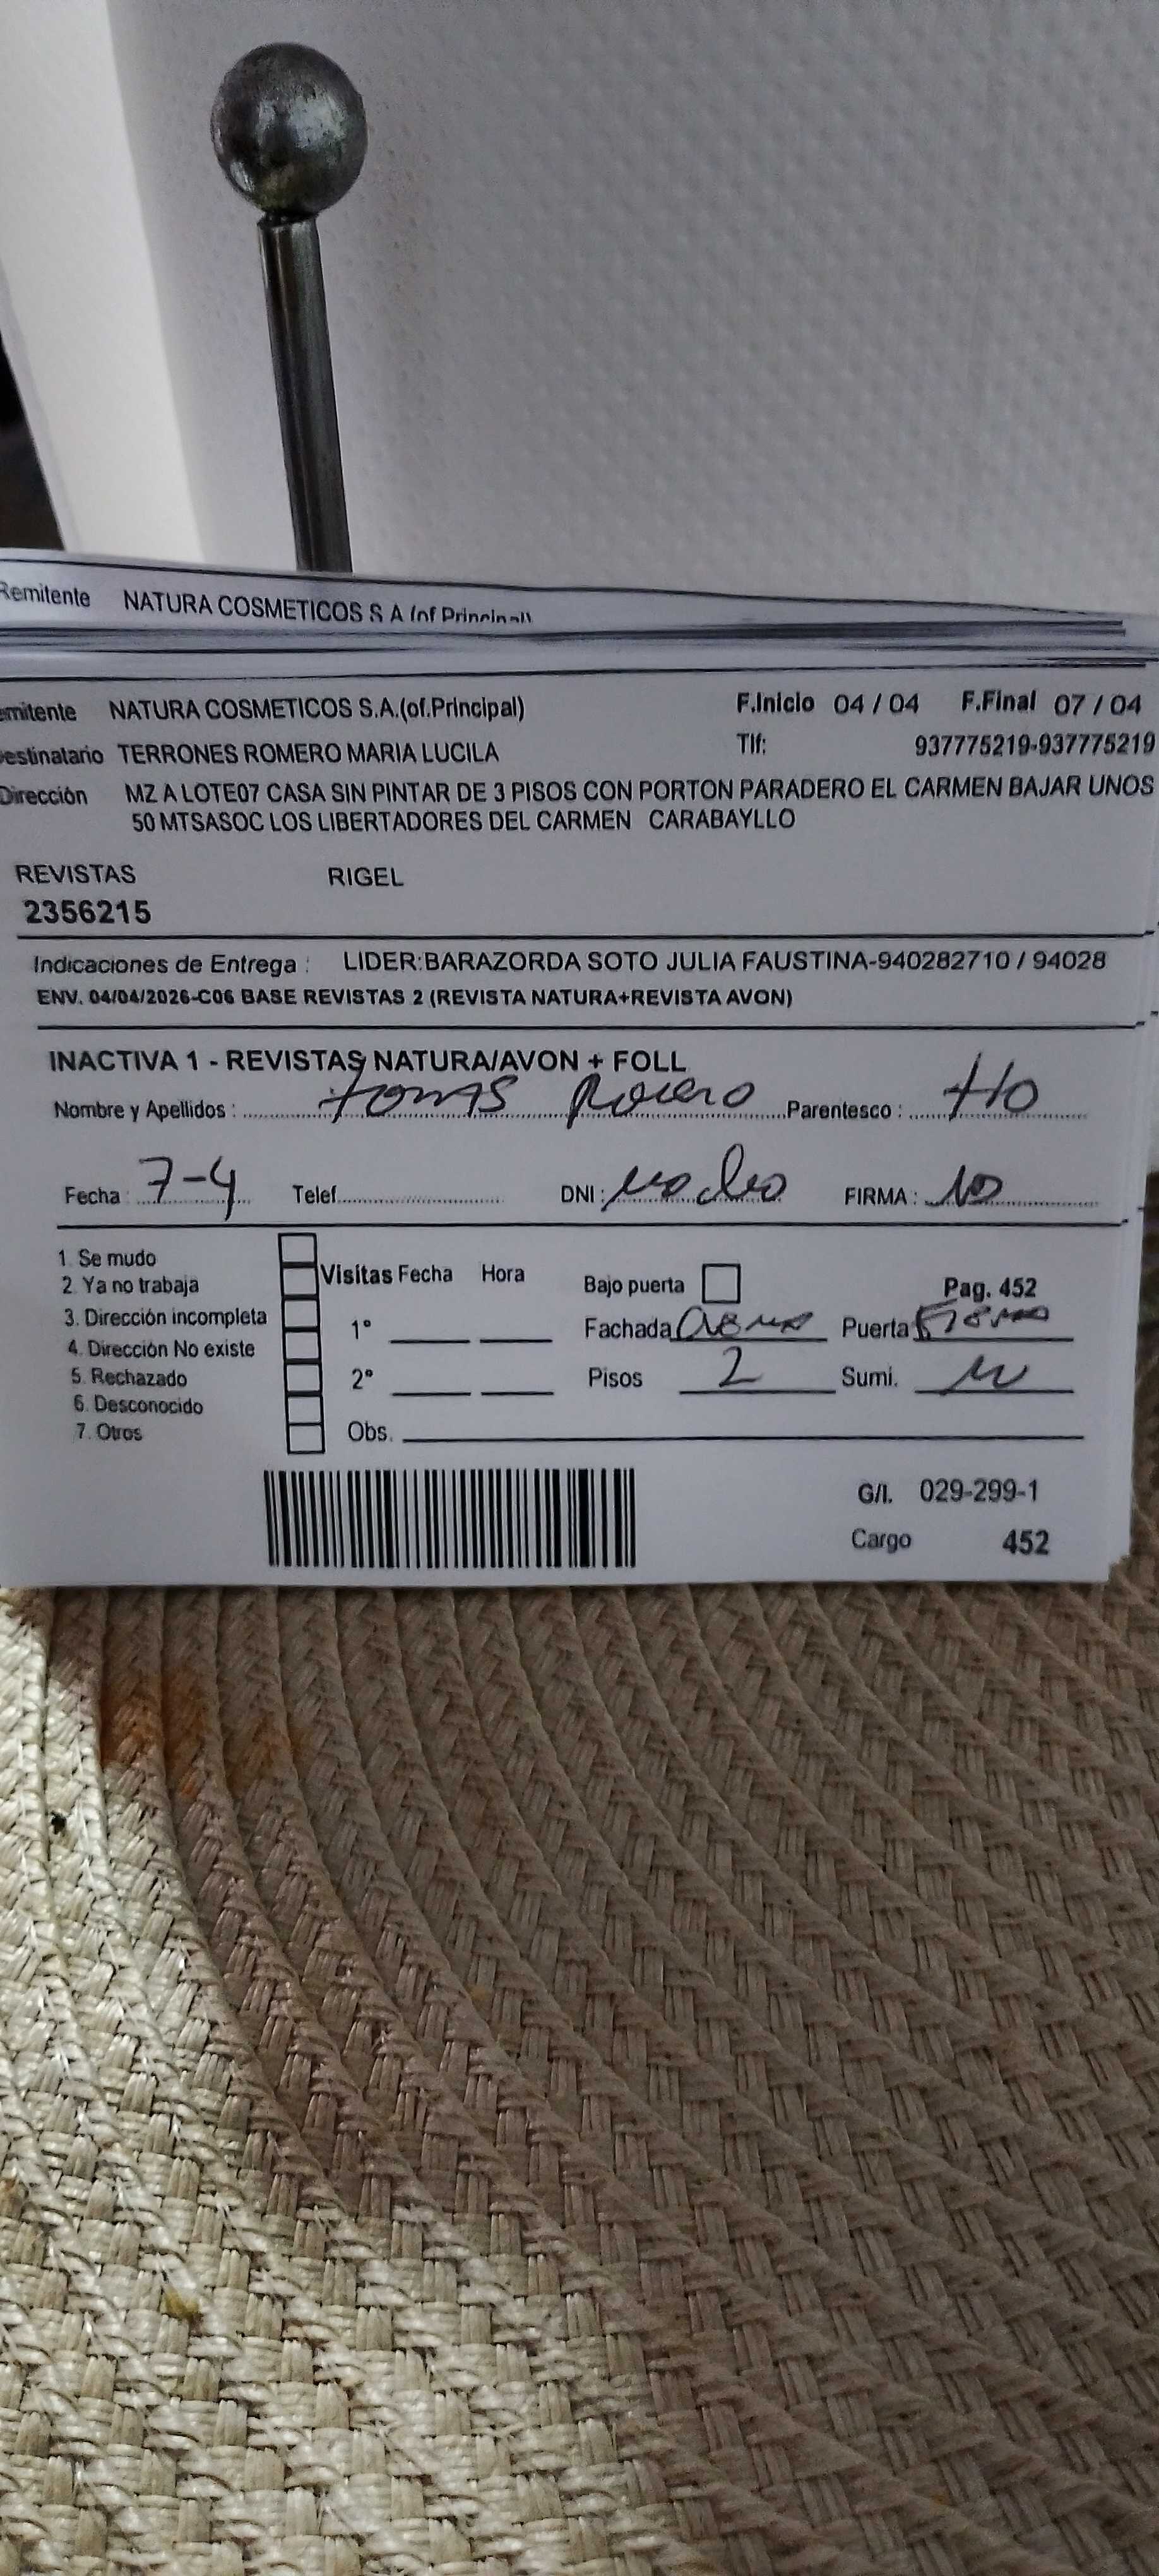 Remitente NATURA COSMETICOS S A (of Principal)
emitente NATURA COSMETICOS S.A.(of.Principal) F.Inicio 04 / 04 F.Final 07 / 04
estinatario TERRONES ROMERO MARIA LUCILA Tlf: 937775219-937775219
Dirección MZ A LOTE07 CASA SIN PINTAR DE 3 PISOS CON PORTON PARADERO EL CARMEN BAJAR UNOS
50 MTSASOC LOS LIBERTADORES DEL CARMEN CARABAYLLO
REVISTAS RIGEL
2356215
Indicaciones de Entrega : LIDER:BARAZORDA SOTO JULIA FAUSTINA-940282710 / 94028
ENV. 04/04/2026-C06 BASE REVISTAS 2 (REVISTA NATURA+REVISTA AVON)
INACTIVA 1 - REVISTAS NATURA/AVON + FOLL
Nombre y Apellidos : Tomas Parentesco : tio
Fecha : 7-4 Telef. DNI : FIRMA : no
1. Se mudo
2. Ya no trabaja
3. Dirección incompleta
4. Dirección No existe
5. Rechazado
6. Desconocido
7. Otros
Visitas Fecha Hora
1°
2°
Obs.
Bajo puerta Pag. 452
Fachada Puerta
Pisos 2 Sumi.
G/I. 029-299-1
Cargo 452